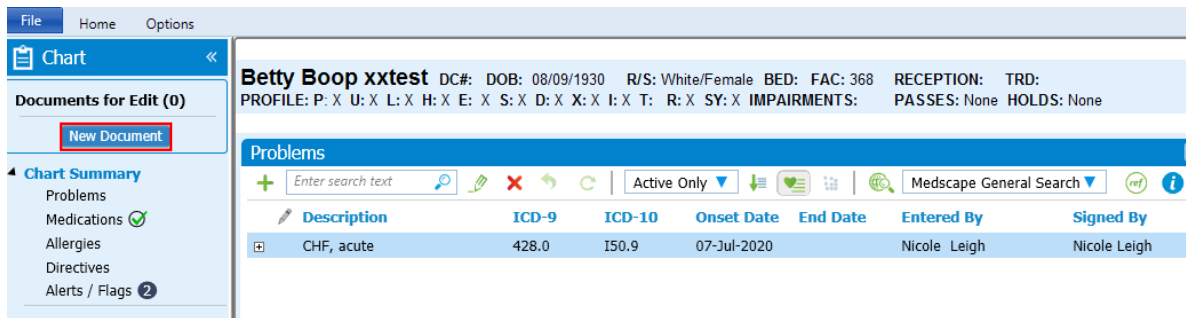 File Home Options
Chart «
Documents for Edit (0)
New Document
Chart Summary
Problems
Medications
Allergies
Directives
Alerts / Flags 2
Betty Boop xxtest DC#: DOB: 08/09/1930 R/S: White/Female BED: FAC: 368 RECEPTION: TRD:
PROFILE: P: X U: X L: X H: X E: X S: X D: X X: X I: X T: R: X SY: X IMPAIRMENTS: PASSES: None HOLDS: None
Problems
Enter search text Active Only Medscape General Search ref i
Description ICD-9 ICD-10 Onset Date End Date Entered By Signed By
CHF, acute 428.0 I50.9 07-Jul-2020 Nicole Leigh Nicole Leigh